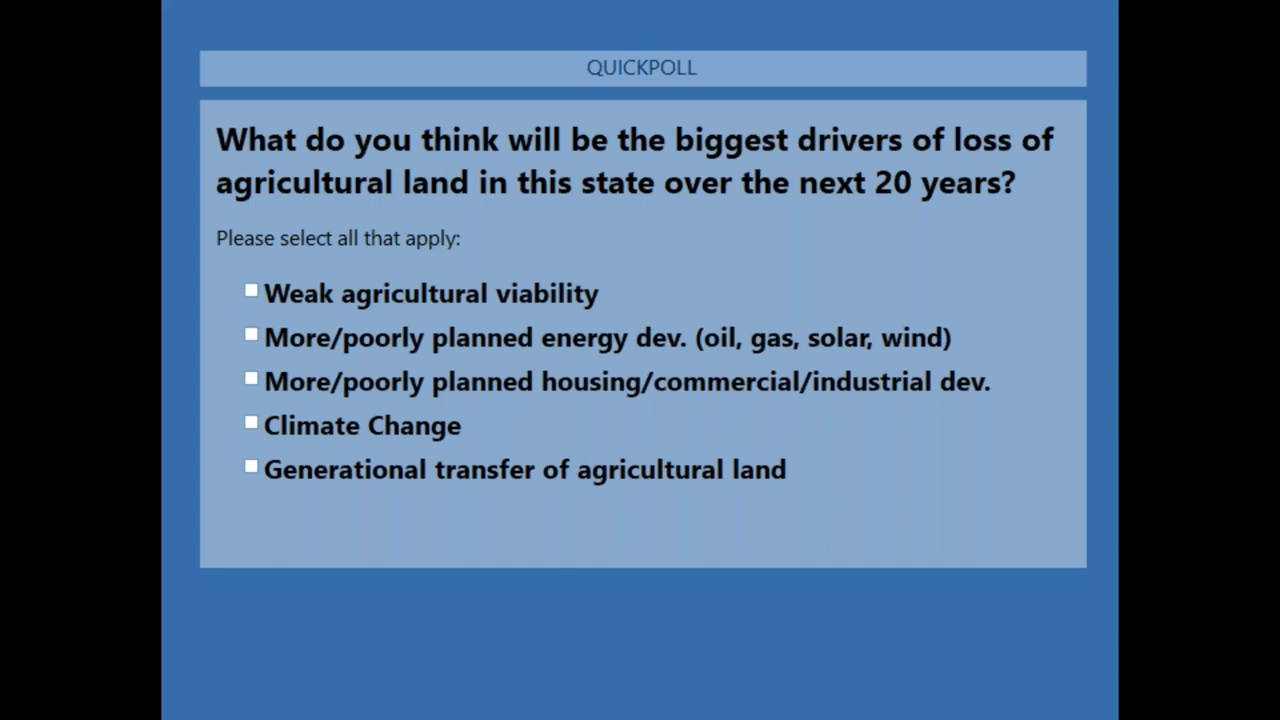 QUICKPOLL
What do you think will be the biggest drivers of loss of
agricultural land in this state over the next 20 years?
Please select all that apply:
Weak agricultural viability
More/poorly planned energy dev. (oil, gas, solar, wind)
More/poorly planned housing/commercial/industrial dev.
Climate Change
Generational transfer of agricultural land